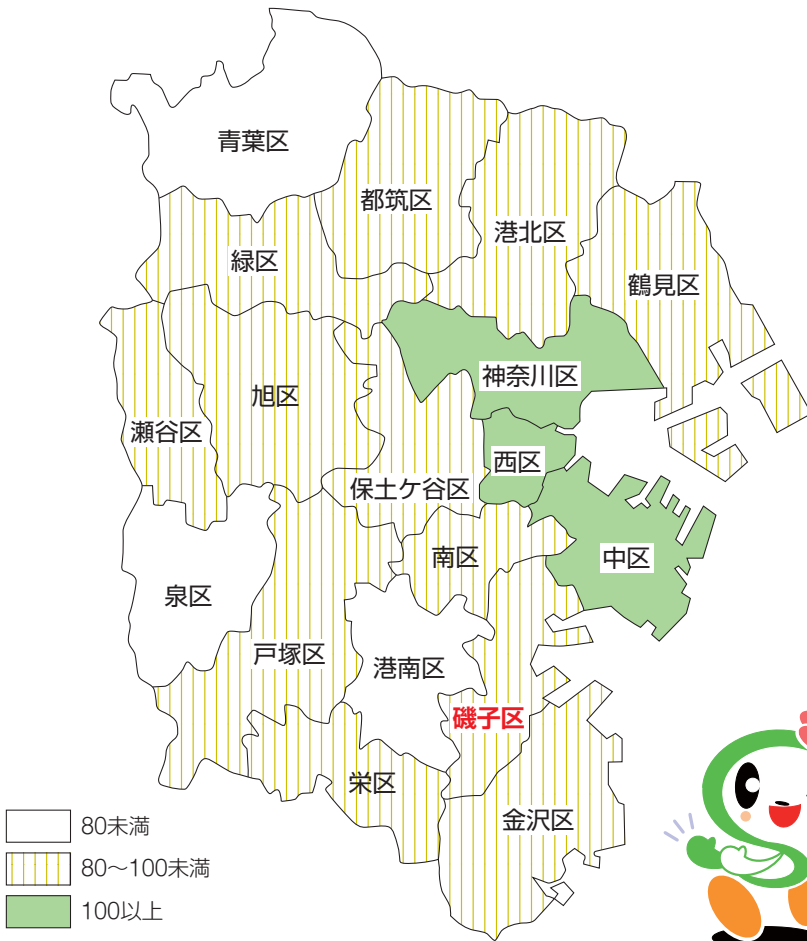 青葉区
都筑区
港北区
緑区
鶴見区
神奈川区
旭区
瀬谷区
西区
保土ケ谷区
南区
中区
泉区
戸塚区
港南区
磯子区
栄区
金沢区
80未満
80〜100未満
100以上